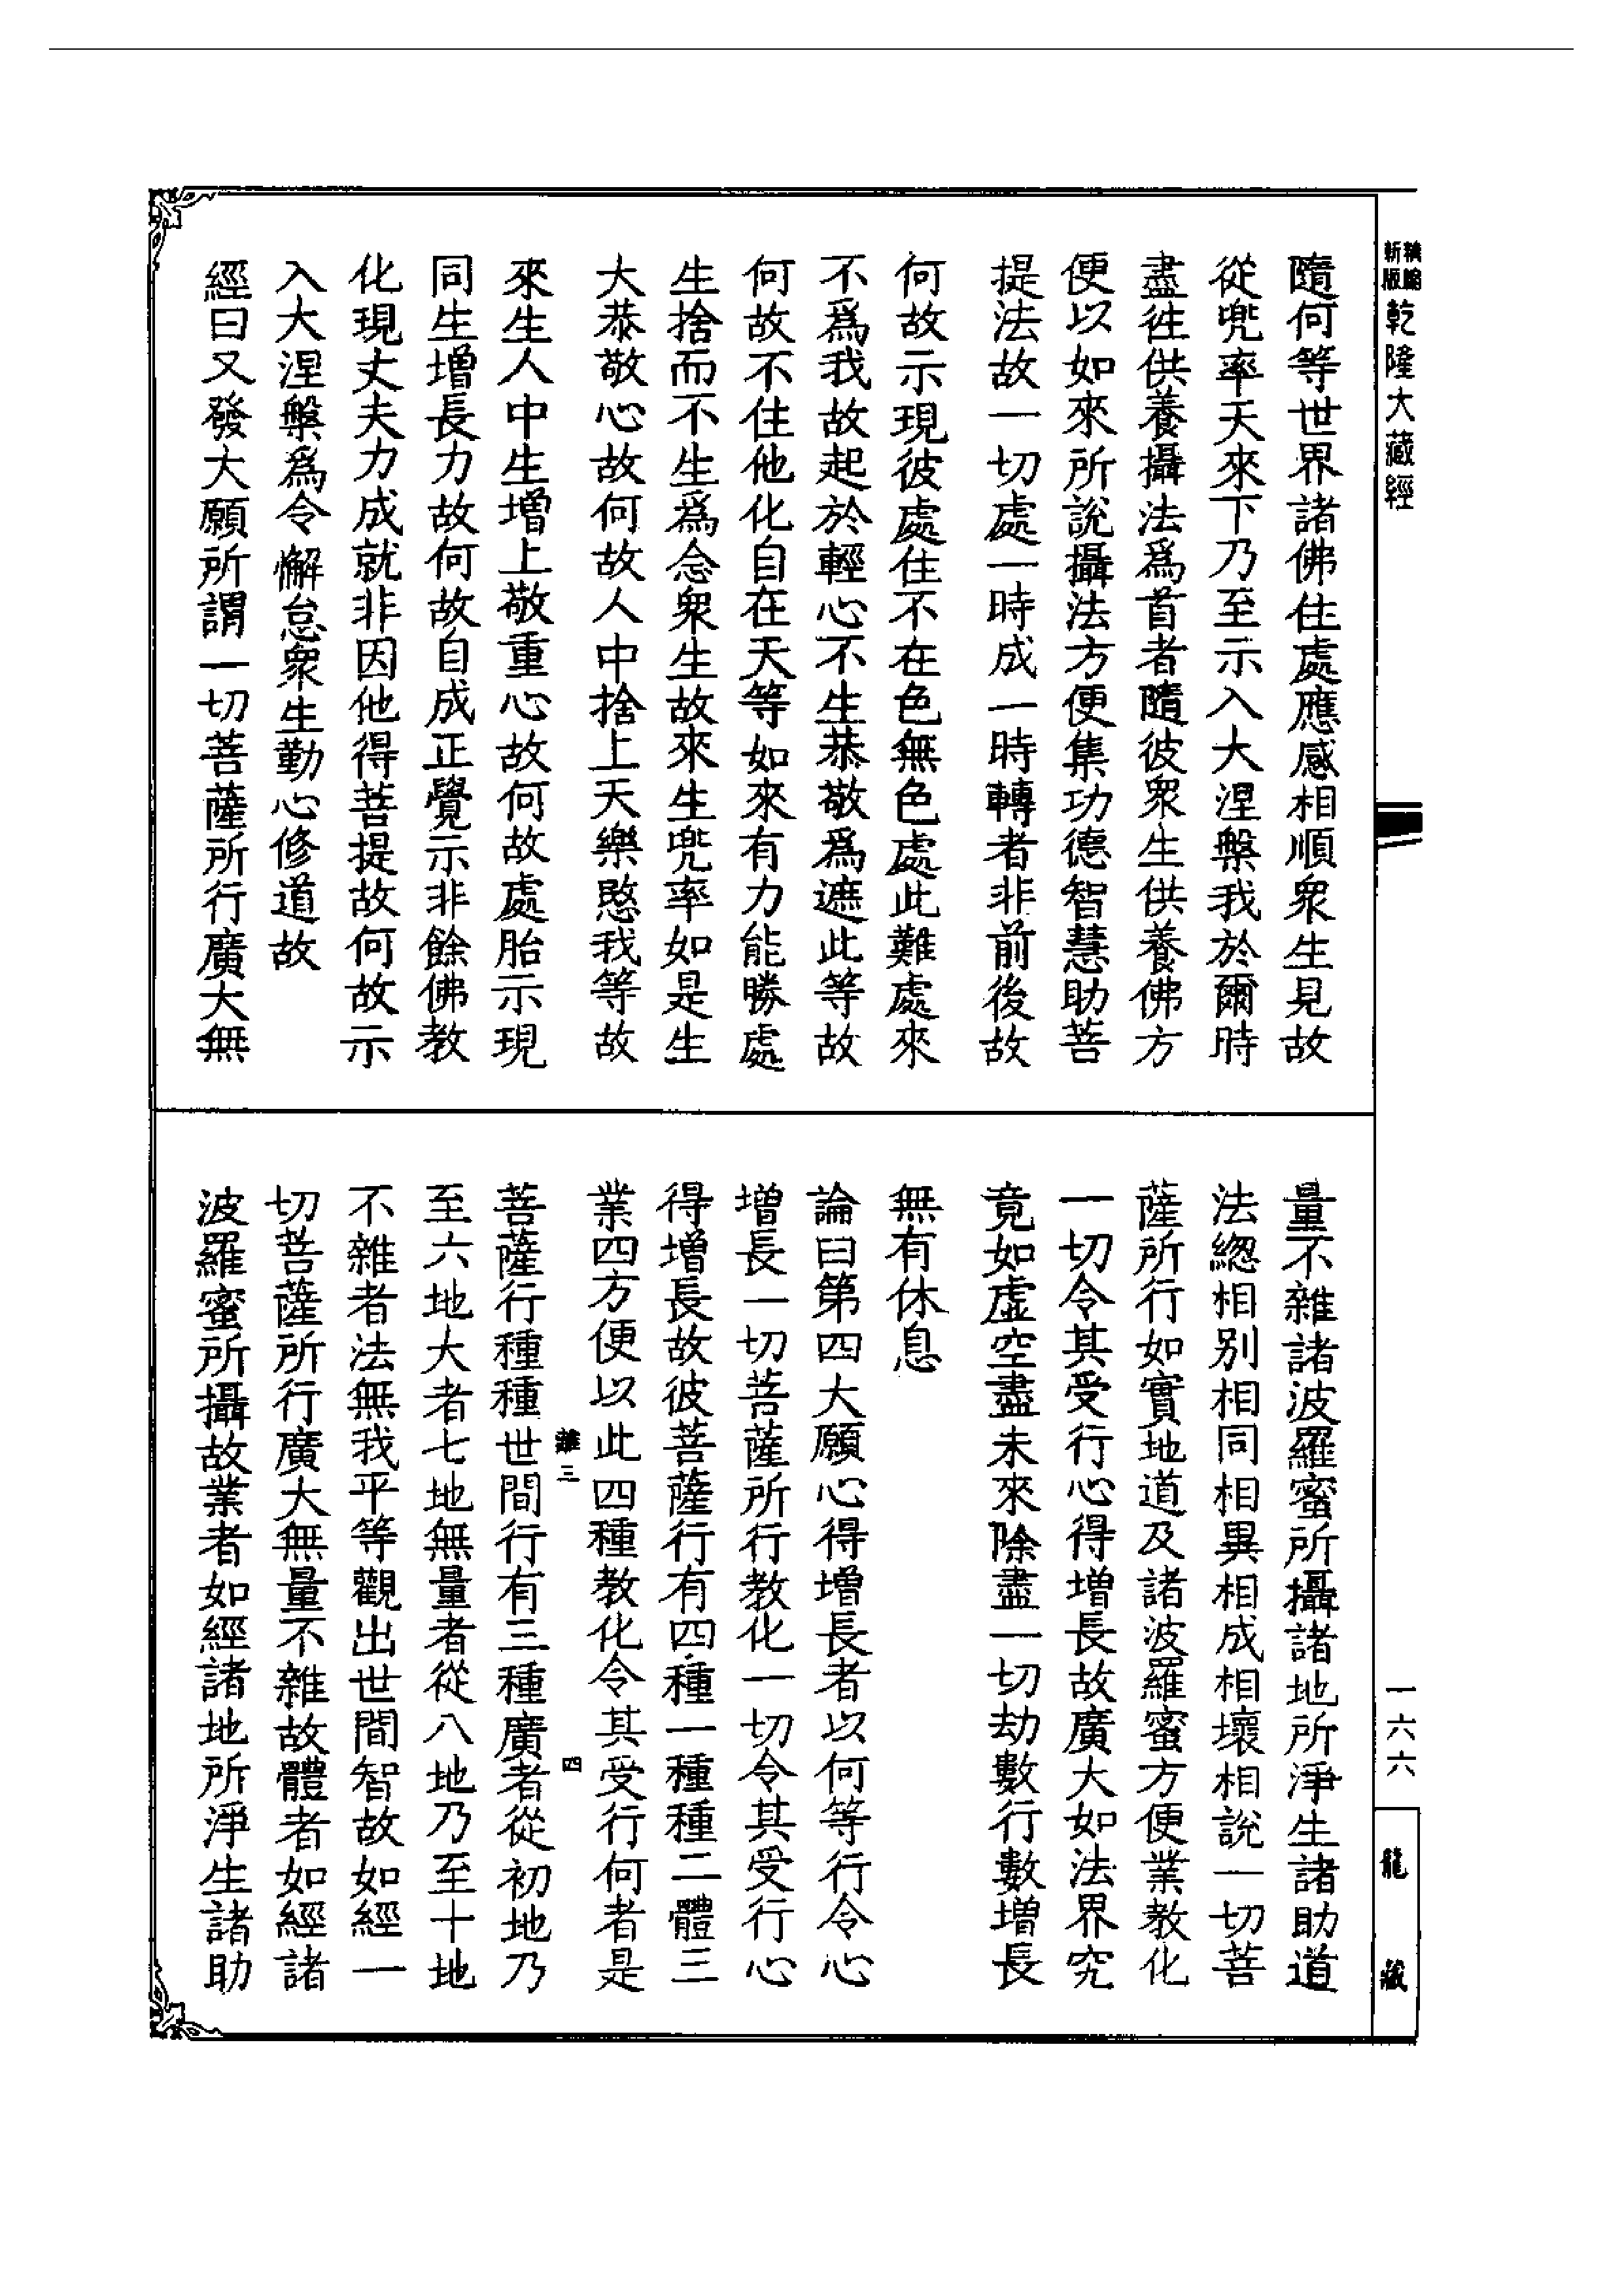 精縮新版乾隆大藏經
隨何等世界諸佛住處應感相順衆生見故
從兜率天來下乃至示入大涅槃我於爾時
盡徃供養攝法爲首者隨彼衆生供養佛方
便以如來所說攝法方便集功德智慧助菩
提法故一切處一時成一時轉者非前後故
何故示現彼處住不在色無色處此難處來
不爲我故起於輕心不生恭敬爲遮此等故
何故不住他化自在天等如來有力能勝處
生捨而不生爲念衆生故來生兜率如是生
大恭敬心故何故人中捨上天樂愍我等故
來生人中生增上敬重心故何故處胎示現
同生增長力故何故自成正覺示非餘佛教
化現丈夫力成就非因他得菩提故何故示
入大涅槃爲令懈怠衆生勤心修道故
經曰又發大願所謂一切菩薩所行廣大無
量不雜諸波羅蜜所攝諸地所淨生諸助道
法緫相別相同相異相成相壞相說一切菩
薩所行如實地道及諸波羅蜜方便業教化
一切令其受行心得增長故廣大如法界究
竟如虛空盡未來除盡一切劫數行數增長
無有休息
論曰第四大願心得增長者以何等行令心
增長一切菩薩所行教化一切令其受行心
得增長故彼菩薩行有四種一種種二體三
業四方便以此四種教化令其受行何者是
三
四
菩薩行種種世間行有三種廣者從初地乃
至六地大者七地無量者從八地乃至十地
不雜者法無我平等觀出世間智故如經一
切菩薩所行廣大無量不雜故體者如經諸
波羅蜜所攝故業者如經諸地所淨生諸助
一六六
龍藏